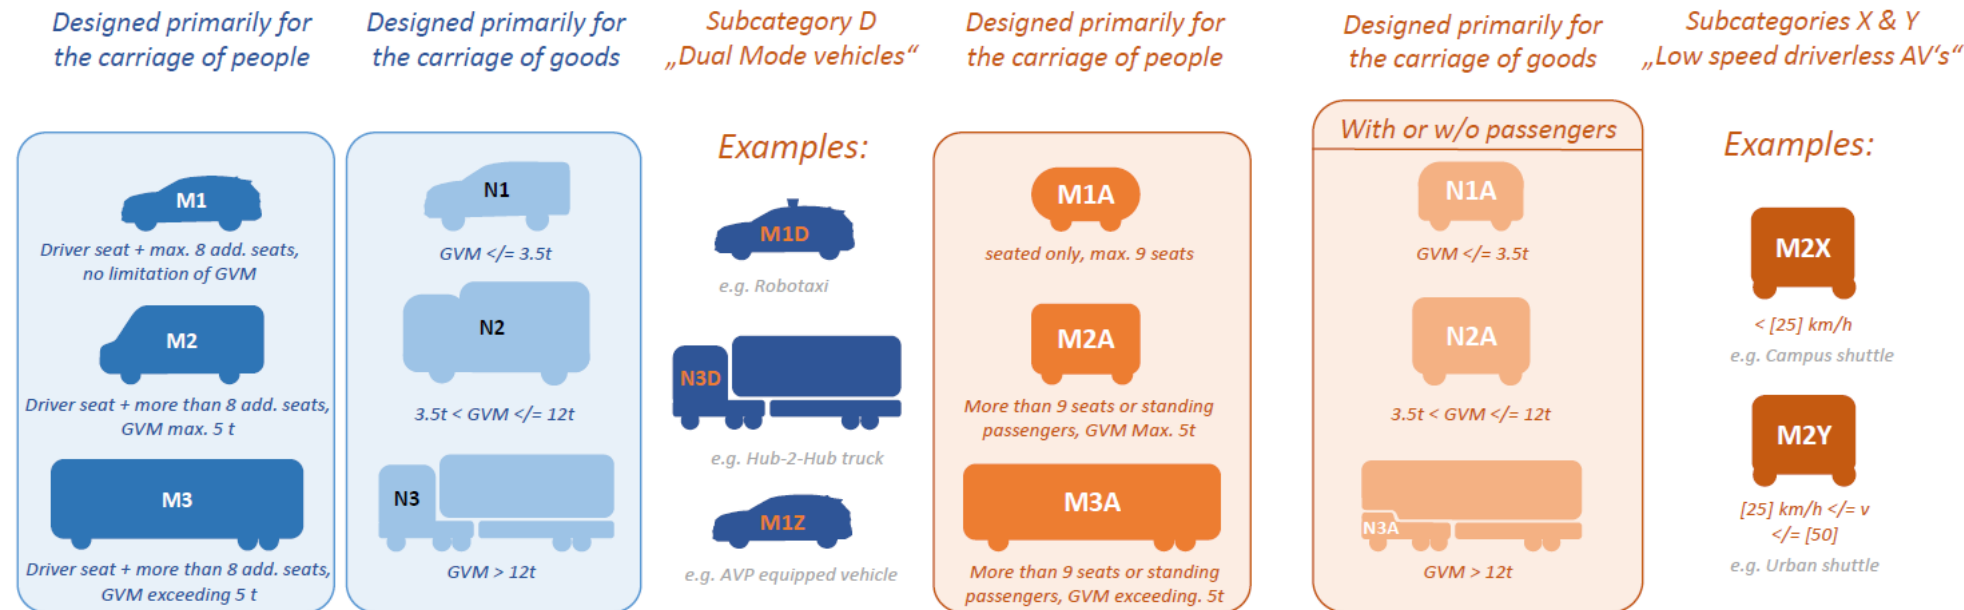 Designed primarily for
the carriage of people
M1
Driver seat + max. 8 add. seats,
no limitation of GVM
M2
Driver seat + more than 8 add. seats,
GVM max. 5 t
M3
Driver seat + more than 8 add. seats,
GVM exceeding 5 t
Designed primarily for
the carriage of goods
N1
GVM </= 3.5t
N2
3.5t < GVM </= 12t
N3
GVM > 12t
Subcategory D
„Dual Mode vehicles“
Examples:
M1D
e.g. Robotaxi
N3D
e.g. Hub-2-Hub truck
M1Z
e.g. AVP equipped vehicle
Designed primarily for
the carriage of people
M1A
seated only, max. 9 seats
M2A
More than 9 seats or standing
passengers, GVM Max. 5t
M3A
More than 9 seats or standing
passengers, GVM exceeding. 5t
Designed primarily for
the carriage of goods
With or w/o passengers
N1A
GVM </= 3.5t
N2A
3.5t < GVM </= 12t
N3A
GVM > 12t
Subcategories X & Y
„Low speed driverless AV‘s“
Examples:
M2X
< [25] km/h
e.g. Campus shuttle
M2Y
[25] km/h </= v
</= [50]
e.g. Urban shuttle